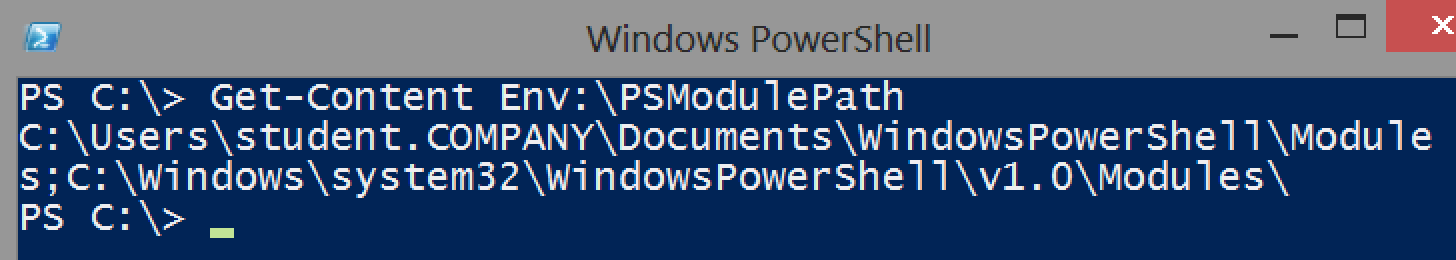 Windows PowerShell
PS C:\> Get-Content Env:\PSModulePath
C:\Users\student.COMPANY\Documents\WindowsPowerShell\Module
s;C:\Windows\system32\WindowsPowerShell\v1.0\Modules\
PS C:\>